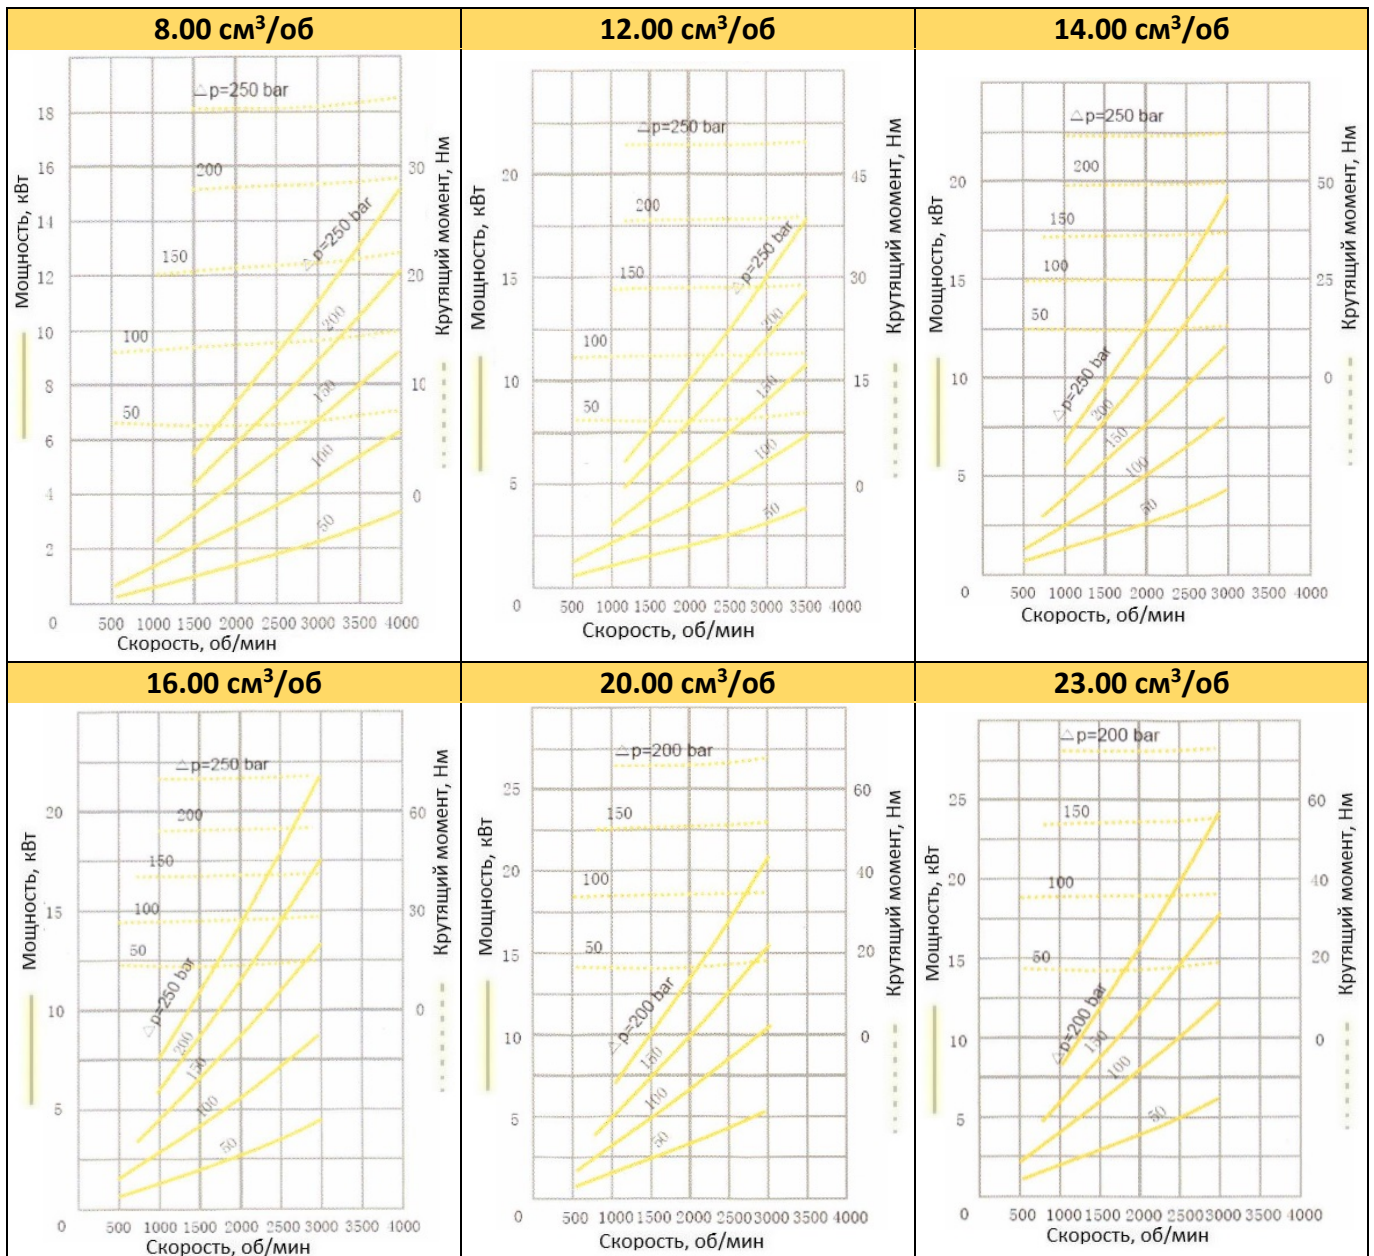 8.00 см³/об
△p=250 bar
200
150
100
50
△p=250 bar
200
150
100
50
18
16
14
12
10
8
6
4
2
0
30
20
10
0
500 1000 1500 2000 2500 3000 3500 4000
Мощность, кВт
Крутящий момент, Нм
Скорость, об/мин
12.00 см³/об
△p=250 bar
200
150
100
50
△p=250 bar
200
150
100
50
20
15
10
5
0
45
30
15
0
500 1000 1500 2000 2500 3000 3500 4000
Мощность, кВт
Крутящий момент, Нм
Скорость, об/мин
14.00 см³/об
△p=250 bar
200
150
100
50
△p=250 bar
200
150
100
50
20
15
10
5
0
50
25
0
500 1000 1500 2000 2500 3000 3500 4000
Мощность, кВт
Крутящий момент, Нм
Скорость, об/мин
16.00 см³/об
△p=250 bar
200
150
100
50
△p=250 bar
200
150
100
50
20
15
10
5
0
60
30
0
500 1000 1500 2000 2500 3000 3500 4000
Мощность, кВт
Крутящий момент, Нм
Скорость, об/мин
20.00 см³/об
△p=200 bar
150
100
50
△p=200 bar
150
100
50
25
20
15
10
5
0
60
40
20
0
500 1000 1500 2000 2500 3000 3500 4000
Мощность, кВт
Крутящий момент, Нм
Скорость, об/мин
23.00 см³/об
△p=200 bar
150
100
50
△p=200 bar
150
100
50
25
20
15
10
5
0
60
40
20
0
500 1000 1500 2000 2500 3000 3500 4000
Мощность, кВт
Крутящий момент, Нм
Скорость, об/мин